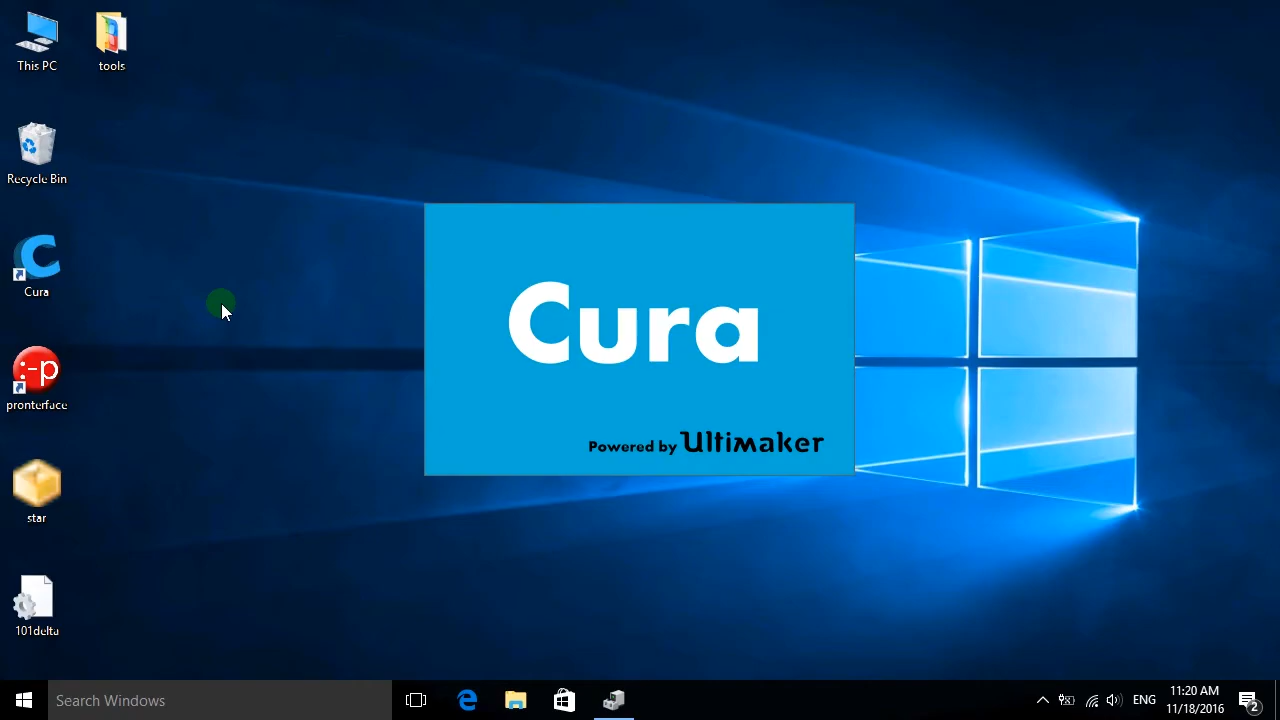 This PC
tools
Recycle Bin
Cura
:-p
pronterface
star
101delta
Cura
Powered by Ultimaker
Search Windows
ENG
11:20 AM
11/18/2016
2